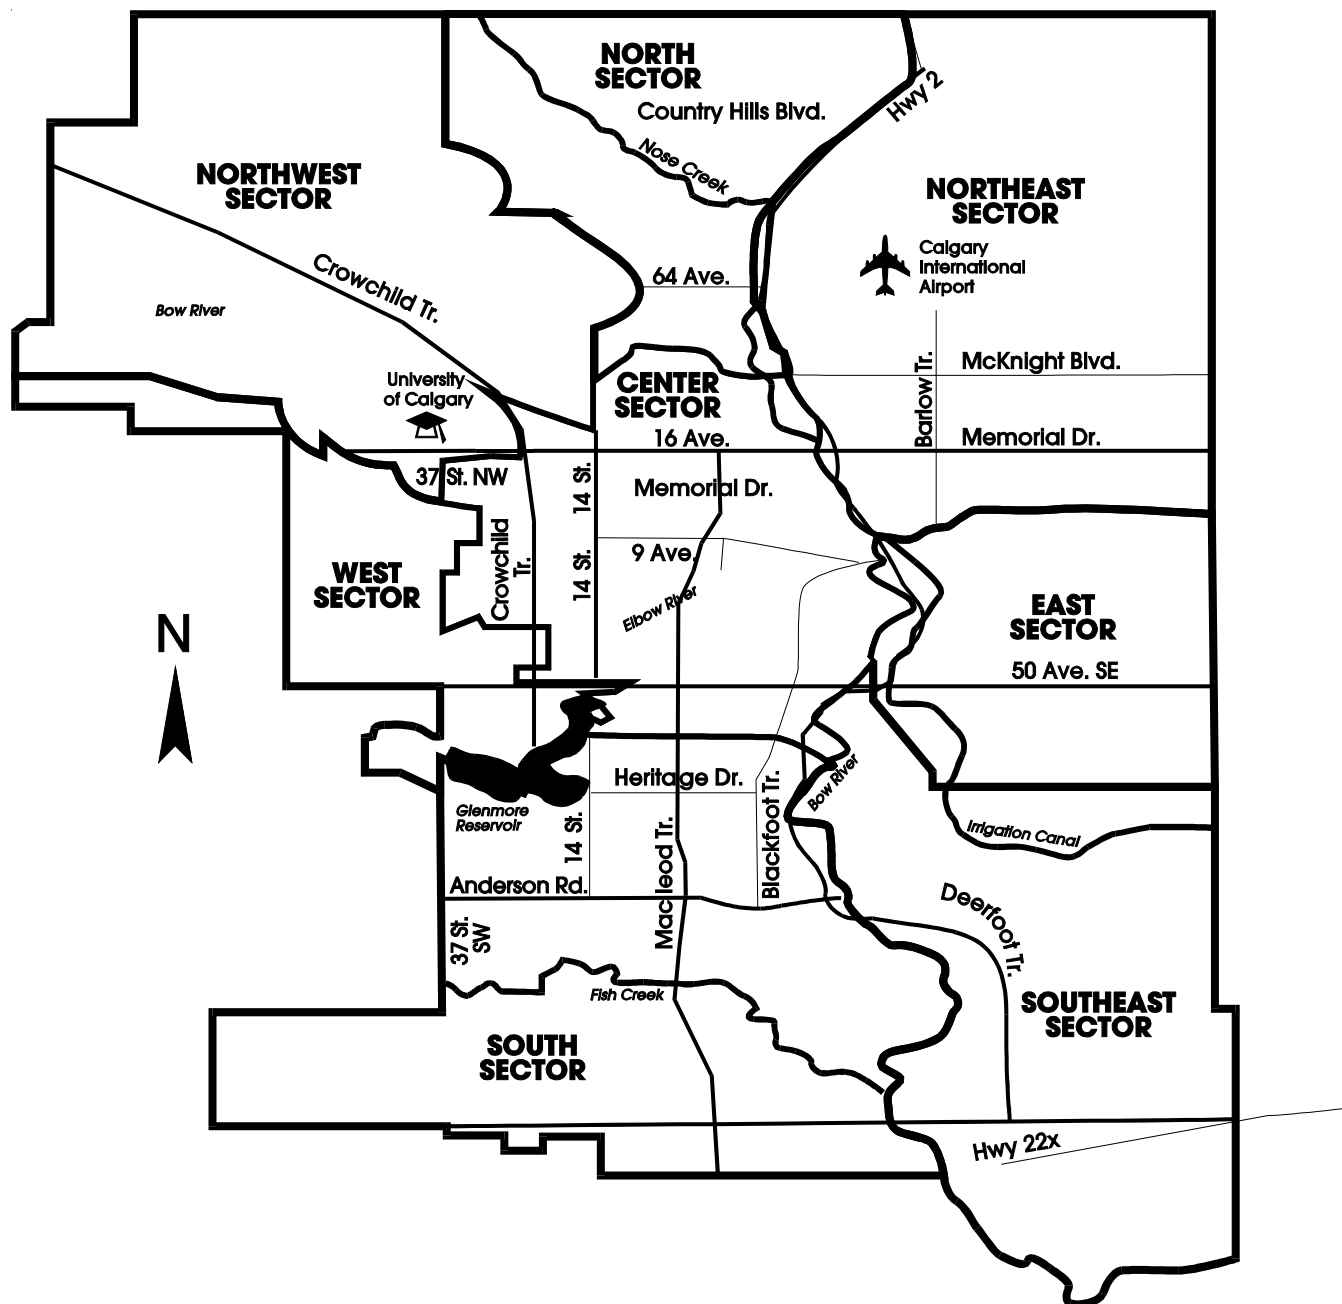 NORTH
SECTOR
Country Hills Blvd.
Hwy 2
Nose Creek
NORTHWEST
SECTOR
NORTHEAST
SECTOR
Calgary
International
Airport
Crowchild Tr.
64 Ave.
Bow River
McKnight Blvd.
Barlow Tr.
University
of Calgary
CENTER
SECTOR
16 Ave.
Memorial Dr.
37 St. NW
14 St.
Memorial Dr.
Crowchild
Tr.
9 Ave.
14 St.
WEST
SECTOR
Elbow River
EAST
SECTOR
N
50 Ave. SE
Heritage Dr.
Blackfoot Tr.
Bow River
Glenmore
Reservoir
14 St.
Macleod Tr.
Irrigation Canal
Anderson Rd.
Deerfoot Tr.
37 St.
SW
Fish Creek
SOUTHEAST
SECTOR
SOUTH
SECTOR
Hwy 22x